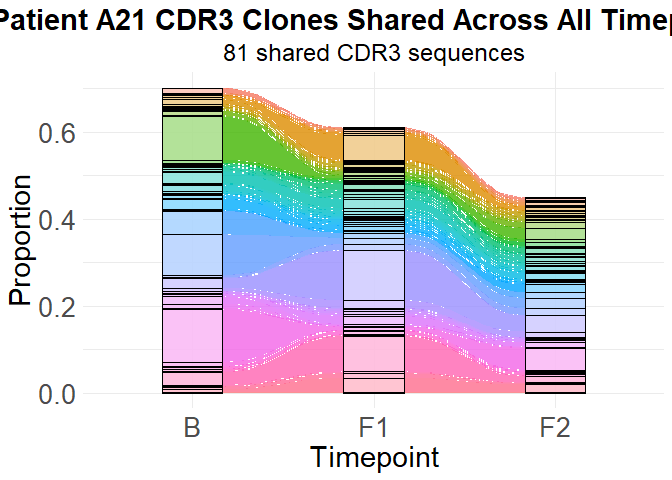 Patient A21 CDR3 Clones Shared Across All Timep
81 shared CDR3 sequences
Proportion
0.6
0.4
0.2
0.0
B F1 F2
Timepoint